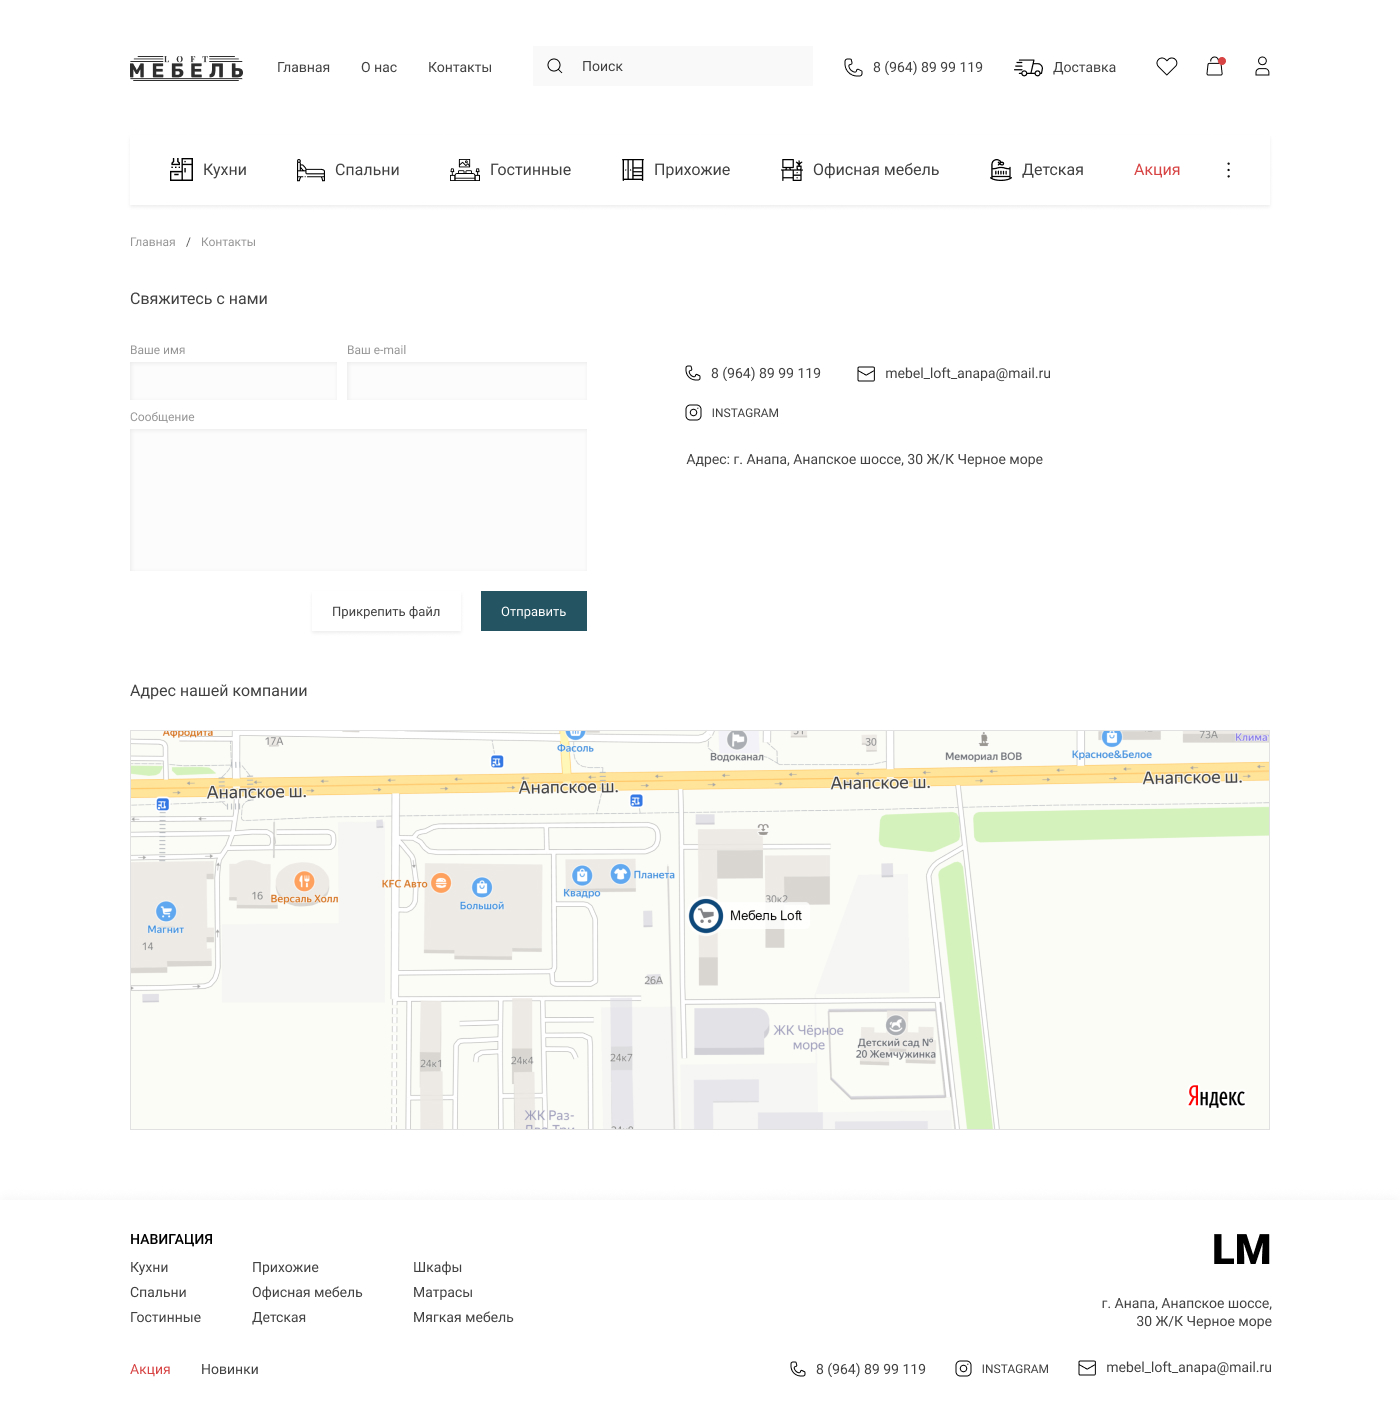 LOFT
МЕБЕЛЬ
Главная
О нас
Контакты
Поиск
8 (964) 89 99 119
Доставка
Кухни
Спальни
Гостинные
Прихожие
Офисная мебель
Детская
Акция
Главная / Контакты
Свяжитесь с нами
Ваше имя
Ваш e-mail
Сообщение
Прикрепить файл
Отправить
8 (964) 89 99 119
mebel_loft_anapa@mail.ru
INSTAGRAM
Адрес: г. Анапа, Анапское шоссе, 30 Ж/К Черное море
Адрес нашей компании
Афродита
17А
Фасоль
Водоканал
30
Мемориал ВОВ
Красное&Белое
73А
Анапское ш.
Анапское ш.
Анапское ш.
Анапское ш.
16
Версаль Холл
KFC Авто
Большой
Квадро
Планета
30к2
Мебель Loft
Магнит
14
26А
ЖК Чёрное
море
Детский сад №
20 Жемчужинка
24к1
24к4
24к7
ЖК Раз-
Яндекс
НАВИГАЦИЯ
Кухни
Прихожие
Шкафы
Спальни
Офисная мебель
Матрасы
Гостинные
Детская
Мягкая мебель
Акция
Новинки
LM
г. Анапа, Анапское шоссе,
30 Ж/К Черное море
8 (964) 89 99 119
INSTAGRAM
mebel_loft_anapa@mail.ru